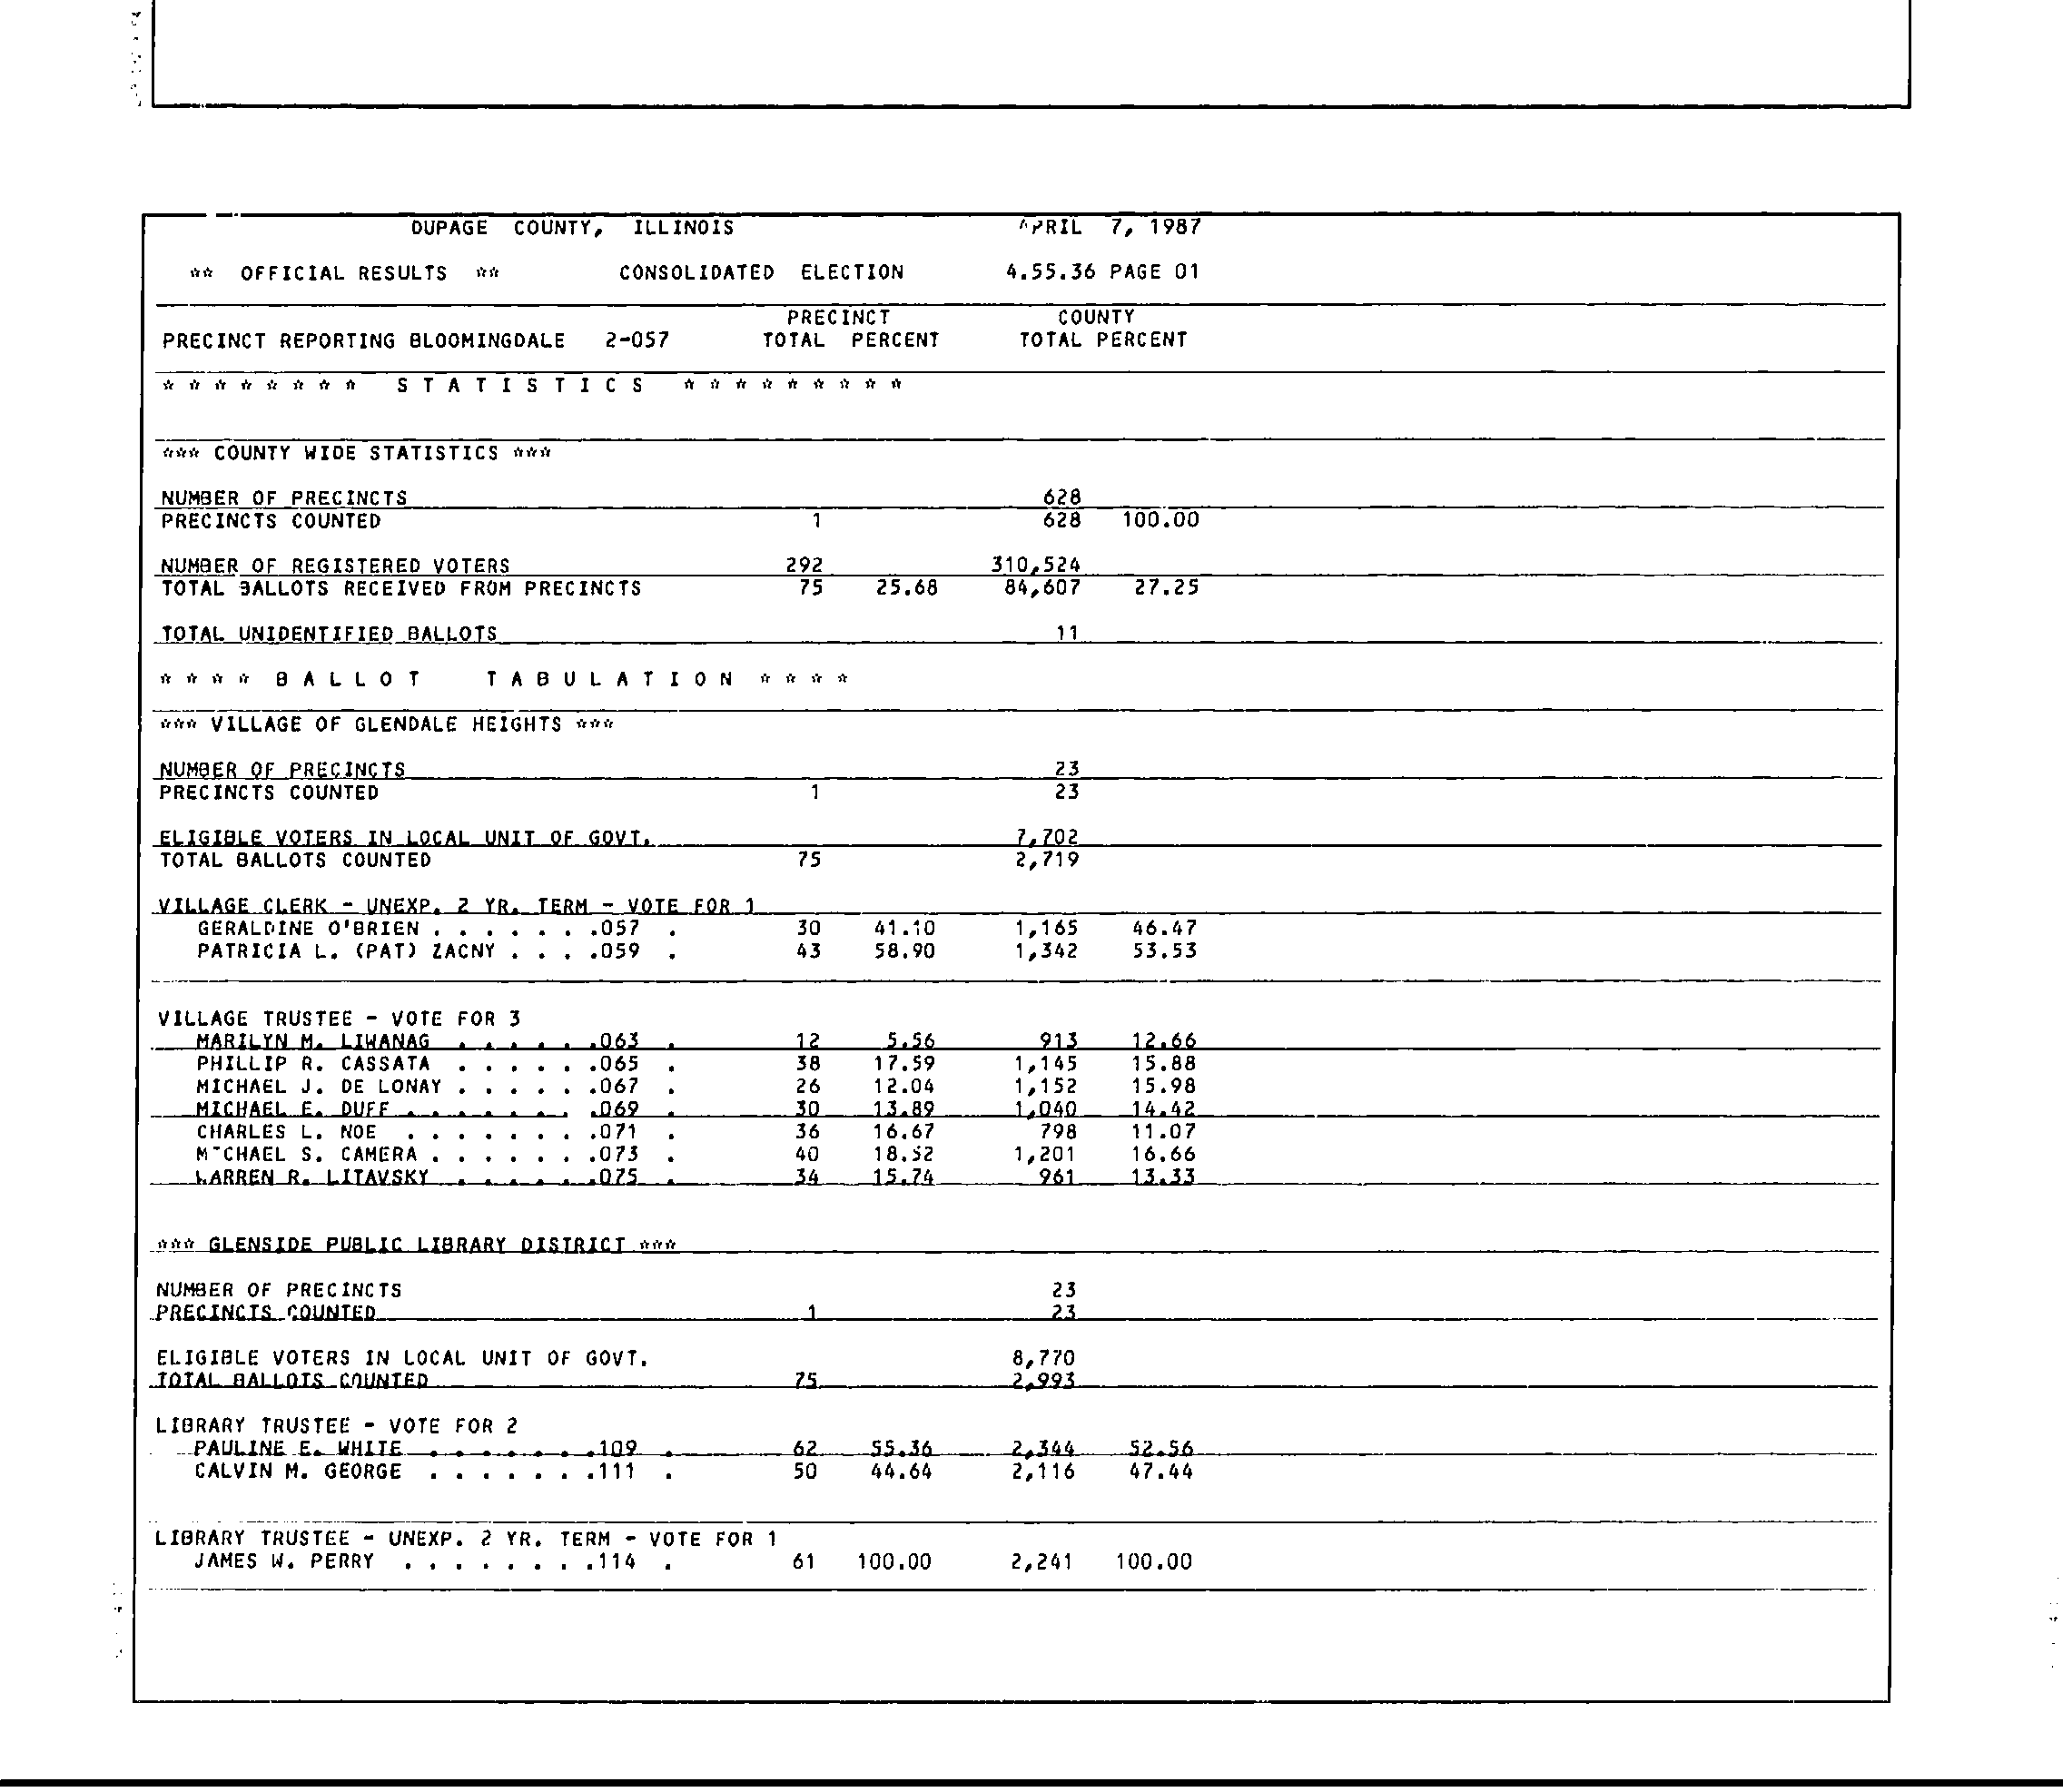 DUPAGE COUNTY, ILLINOIS APRIL 7, 1987
** OFFICIAL RESULTS ** CONSOLIDATED ELECTION 4.55.36 PAGE 01
PRECINCT COUNTY
PRECINCT REPORTING BLOOMINGDALE 2-057 TOTAL PERCENT TOTAL PERCENT
* * * * * * * * S T A T I S T I C S * * * * * * * * *
*** COUNTY WIDE STATISTICS ***
NUMBER OF PRECINCTS 628
PRECINCTS COUNTED 1 628 100.00
NUMBER OF REGISTERED VOTERS 292 310,524
TOTAL BALLOTS RECEIVED FROM PRECINCTS 75 25.68 84,607 27.25
TOTAL UNIDENTIFIED BALLOTS 11
* * * * B A L L O T T A B U L A T I O N * * * *
*** VILLAGE OF GLENDALE HEIGHTS ***
NUMBER OF PRECINCTS 23
PRECINCTS COUNTED 1 23
ELIGIBLE VOTERS IN LOCAL UNIT OF GOVT. 7,702
TOTAL BALLOTS COUNTED 75 2,719
VILLAGE CLERK - UNEXP. 2 YR. TERM - VOTE FOR 1
GERALDINE O'BRIEN . . . . . . .057 . 30 41.10 1,165 46.47
PATRICIA L. (PAT) ZACNY . . . .059 . 43 58.90 1,342 53.53
VILLAGE TRUSTEE - VOTE FOR 3
MARILYN M. LIWANAG . . . . . .063 . 12 5.56 913 12.66
PHILLIP R. CASSATA . . . . . .065 . 38 17.59 1,145 15.88
MICHAEL J. DE LONAY . . . . . .067 . 26 12.04 1,152 15.98
MICHAEL E. DUFF . . . . . . . .069 . 30 13.89 1,040 14.42
CHARLES L. NOE . . . . . . . .071 . 36 16.67 798 11.07
MICHAEL S. CAMERA . . . . . . .073 . 40 18.52 1,201 16.66
WARREN R. LITAVSKY . . . . . .075 . 34 15.74 961 13.33
*** GLENSIDE PUBLIC LIBRARY DISTRICT ***
NUMBER OF PRECINCTS 23
PRECINCTS COUNTED 1 23
ELIGIBLE VOTERS IN LOCAL UNIT OF GOVT. 8,770
TOTAL BALLOTS COUNTED 75 2,993
LIBRARY TRUSTEE - VOTE FOR 2
PAULINE E. WHITE . . . . . . .109 . 62 55.36 2,344 52.56
CALVIN M. GEORGE . . . . . . .111 . 50 44.64 2,116 47.44
LIBRARY TRUSTEE - UNEXP. 2 YR. TERM - VOTE FOR 1
JAMES W. PERRY . . . . . . . .114 . 61 100.00 2,241 100.00